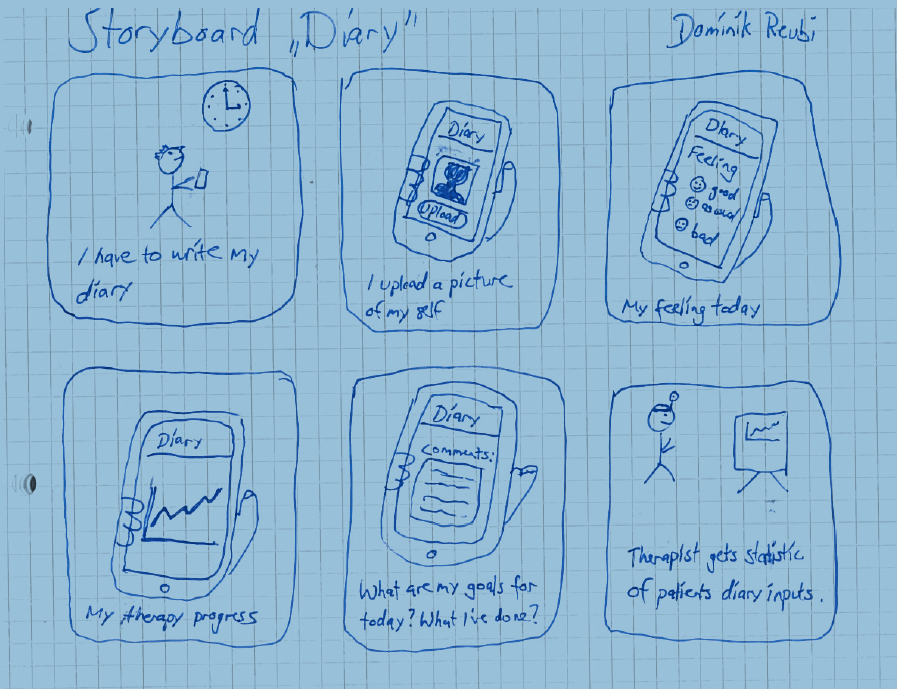 Storyboard „Diary"
Dominik Reubi
I have to write my
diary
Diary
Upload
I upload a picture
of my self
Diary
Feeling
good
bad
My feeling today
Diary
My therapy progress
Diary
Comments:
What are my goals for
today? What I've done?
Therapist gets statistic
of patients diary inputs.